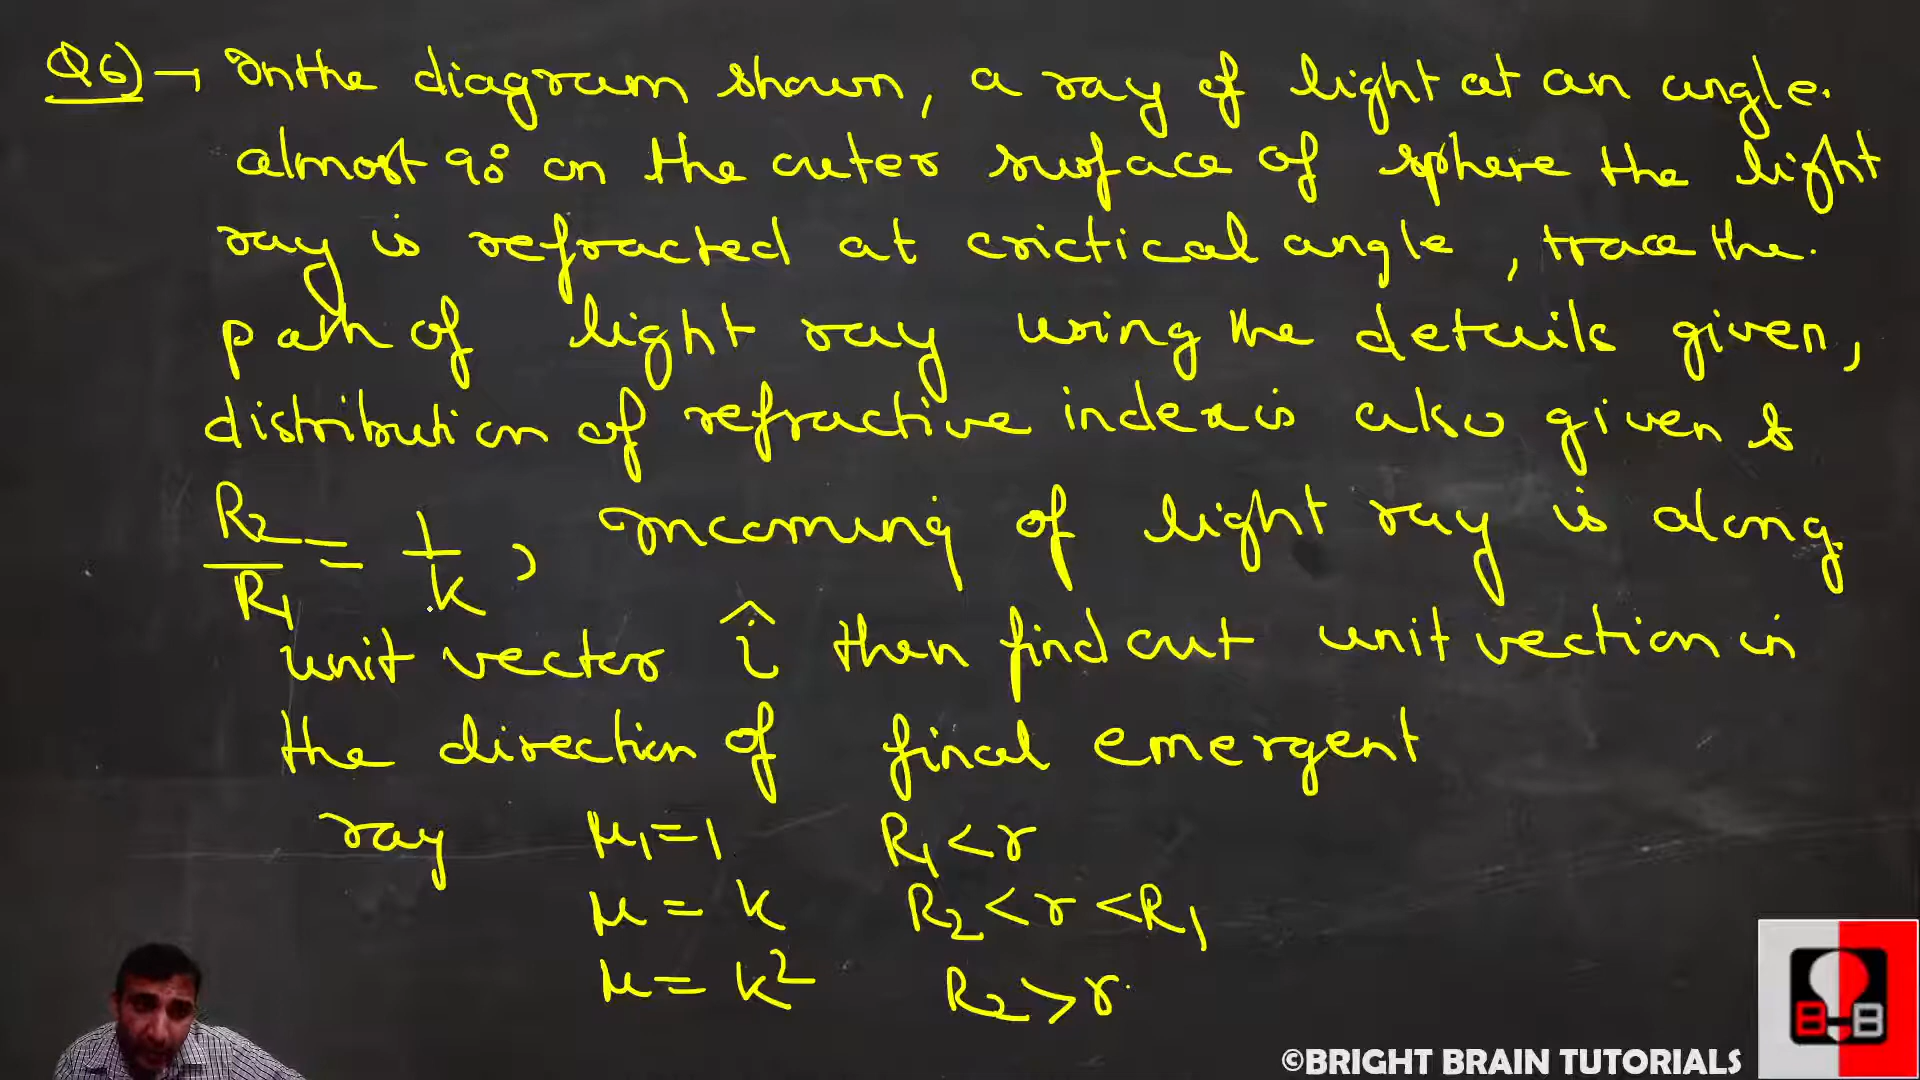 Q6) → In the diagram shown, a ray of light at an angle.
almost 90° on the outer surface of sphere the light
ray is refracted at crictical angle, trace the.
path of light ray using the details given,
distribution of refractive index is also given &
R₂/R₁ = 1/k, incoming of light ray is along
unit vector î then find out unit vection in
the direction of final emergent
ray μ₁ = 1 R₁ < r
μ = k R₂ < r < R₁
μ = k² R₂ > r
B-B
©BRIGHT BRAIN TUTORIALS